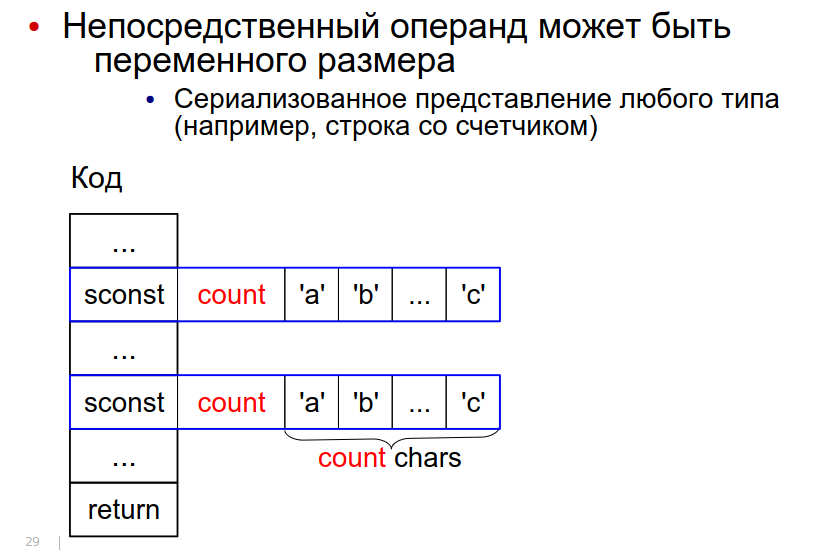 • Непосредственный операнд может быть
переменного размера
• Сериализованное представление любого типа
(например, строка со счетчиком)
Код
...
sconst count 'a' 'b' ... 'c'
...
sconst count 'a' 'b' ... 'c'
...
count chars
return
29